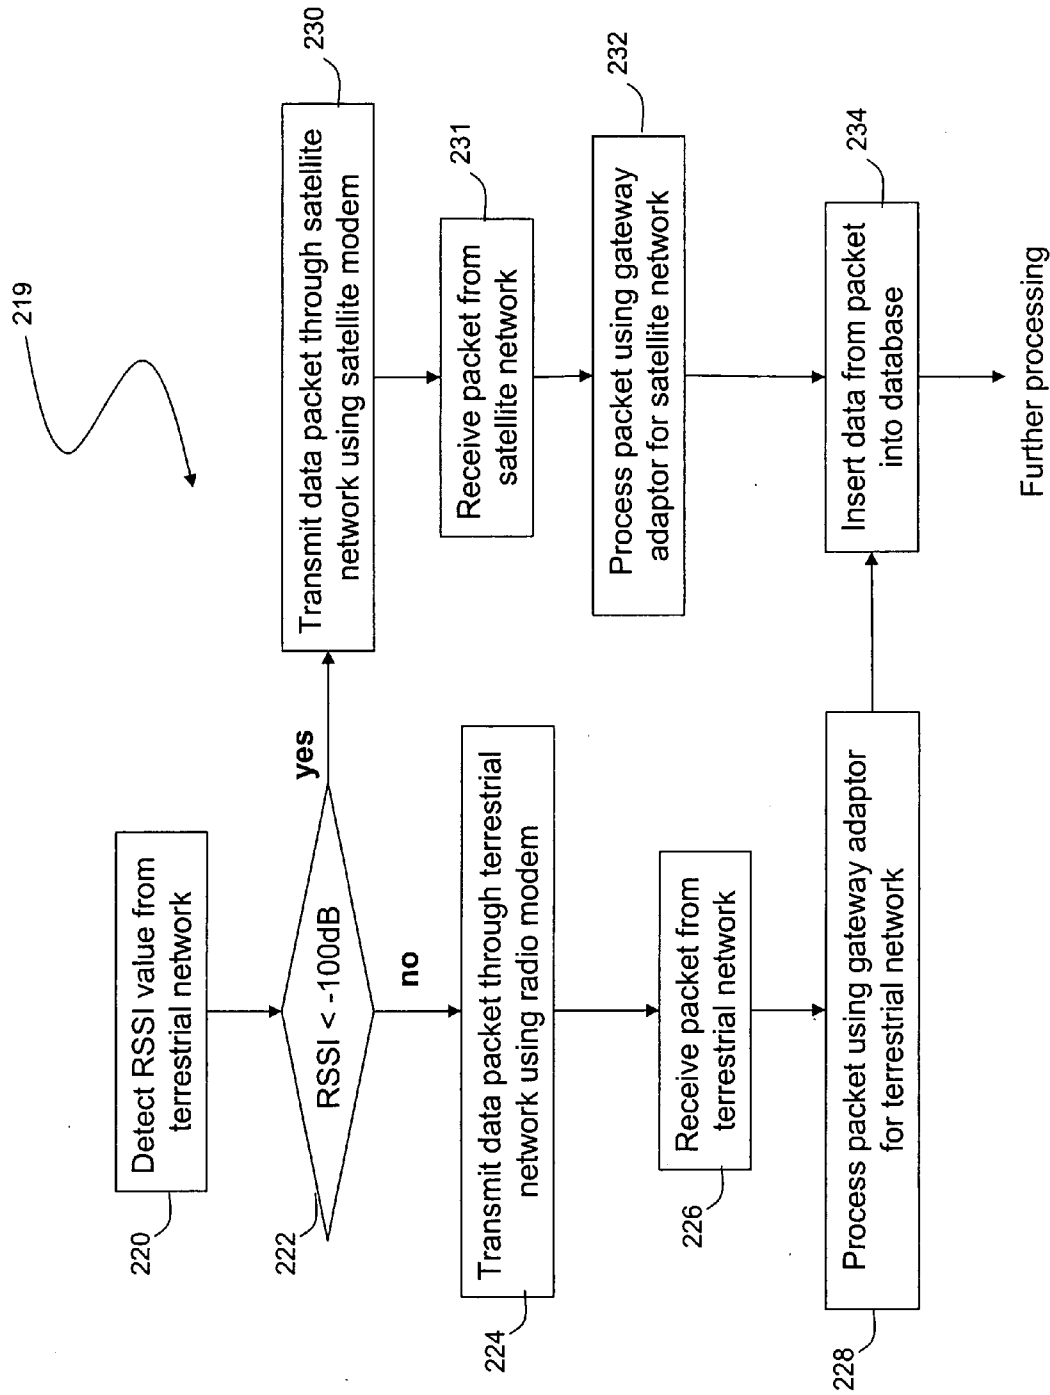 219
Detect RSSI value from
terrestrial network
220
RSSI < -100dB
222
yes
no
Transmit data packet through satellite
network using satellite modem
230
Receive packet from
satellite network
231
Process packet using gateway
adaptor for satellite network
232
Transmit data packet through terrestrial
network using radio modem
224
Receive packet from
terrestrial network
226
Process packet using gateway adaptor
for terrestrial network
228
Insert data from packet
into database
234
Further processing